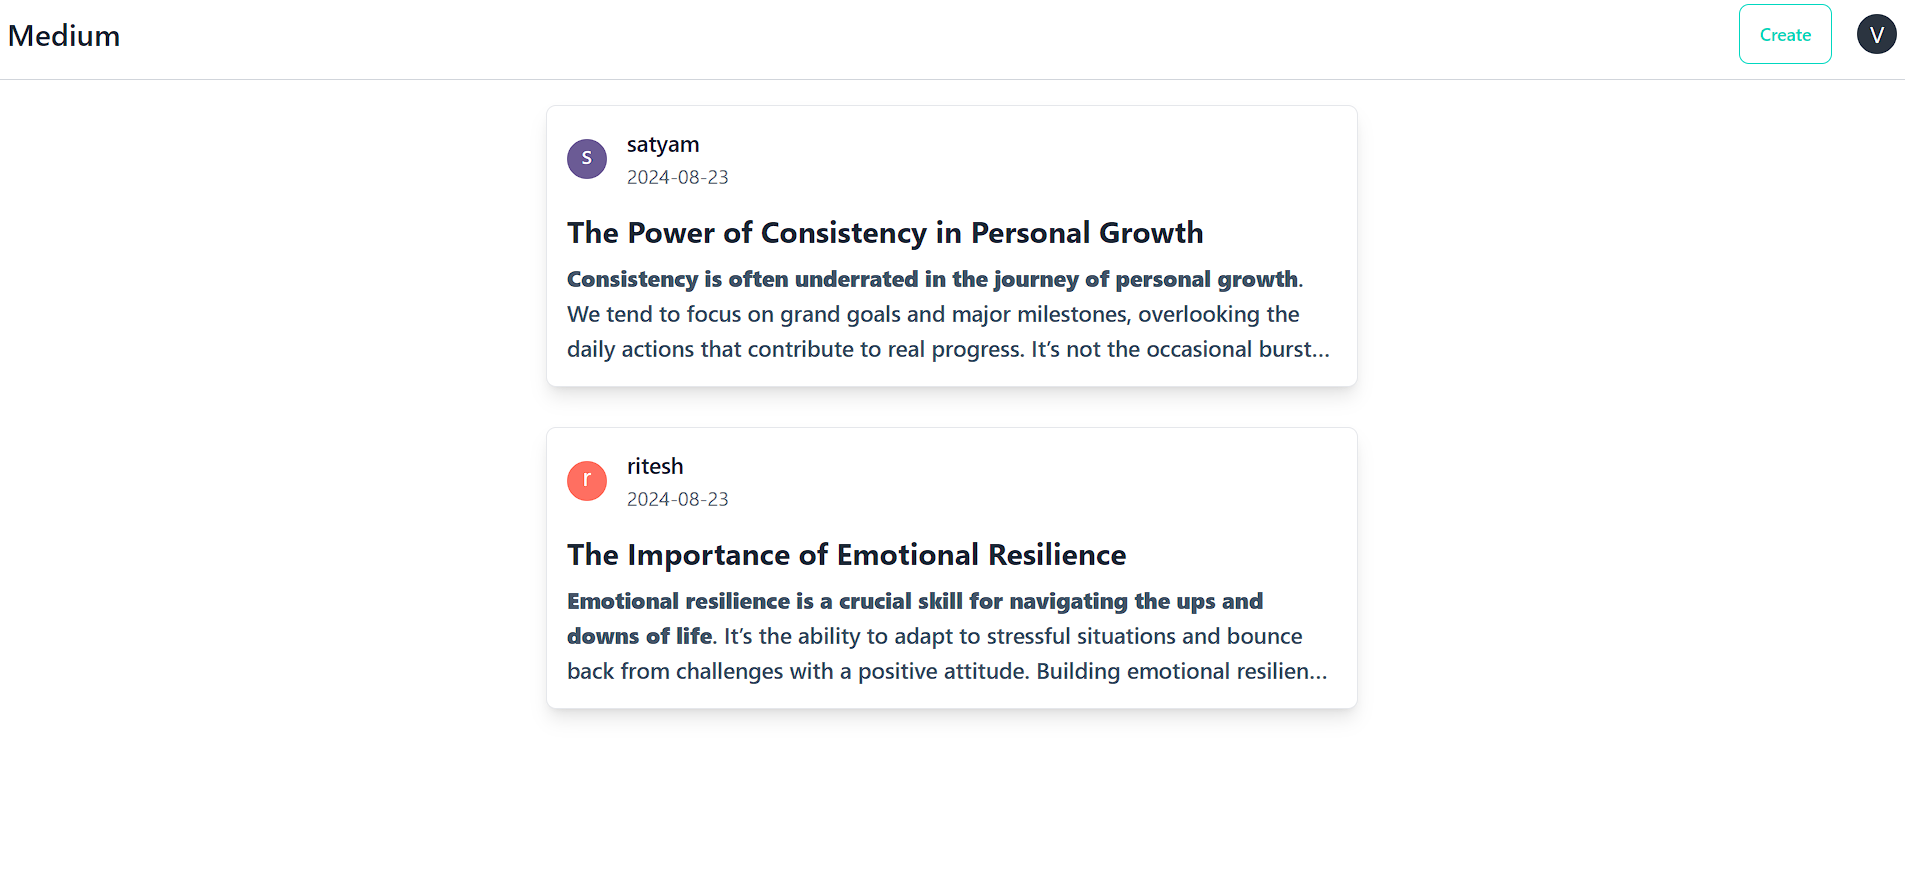 Medium
Create
V
s
satyam
2024-08-23
The Power of Consistency in Personal Growth
Consistency is often underrated in the journey of personal growth.
We tend to focus on grand goals and major milestones, overlooking the
daily actions that contribute to real progress. It’s not the occasional burst...
r
ritesh
2024-08-23
The Importance of Emotional Resilience
Emotional resilience is a crucial skill for navigating the ups and
downs of life. It’s the ability to adapt to stressful situations and bounce
back from challenges with a positive attitude. Building emotional resilien...